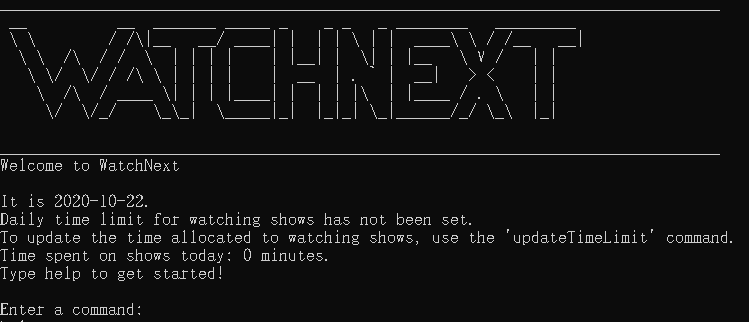 WATCHNEXT
Welcome to WatchNext
It is 2020-10-22.
Daily time limit for watching shows has not been set.
To update the time allocated to watching shows, use the 'updateTimeLimit' command.
Time spent on shows today: 0 minutes.
Type help to get started!
Enter a command: